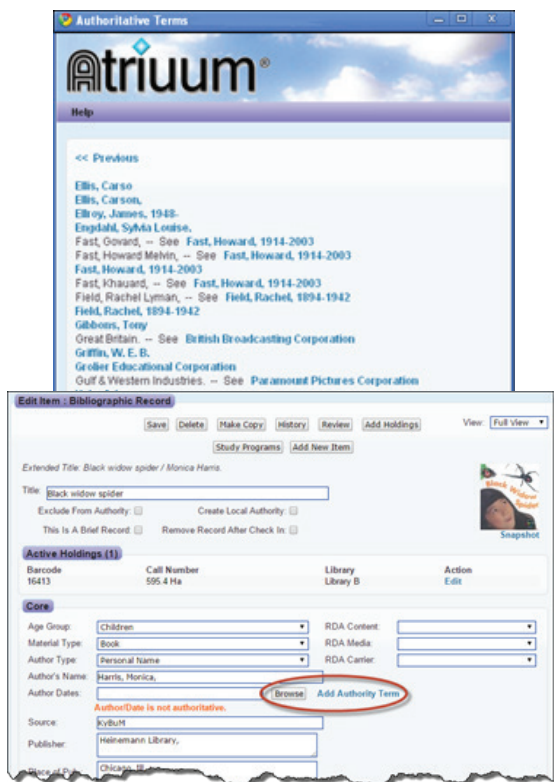 Authoritative Terms
Atriuum®
Help
<< Previous
Ellis, Carso
Ellis, Carson,
Ellroy, James, 1948-
Engdahl, Sylvia Louise,
Fast, Govard, -- See Fast, Howard, 1914-2003
Fast, Howard Melvin, -- See Fast, Howard, 1914-2003
Fast, Howard, 1914-2003
Fast, Khauard, -- See Fast, Howard, 1914-2003
Field, Rachel Lyman, -- See Field, Rachel, 1894-1942
Field, Rachel, 1894-1942
Gibbons, Tony
Great Britain. -- See British Broadcasting Corporation
Griffin, W. E. B.
Grolier Educational Corporation
Gulf & Western Industries. -- See Paramount Pictures Corporation
Edit Item : Bibliographic Record
Save Delete Make Copy History Review Add Holdings View: Full View
Study Programs Add New Item
Extended Title: Black widow spider / Monica Harris.
Title: Black widow spider
Black Widow Spider
Exclude From Authority: Create Local Authority:
This Is A Brief Record: Remove Record After Check In:
Snapshot
Active Holdings (1)
Barcode Call Number Library Action
16413 595.4 Ha Library B Edit
Core
Age Group: Children RDA Content:
Material Type: Book RDA Media:
Author Type: Personal Name RDA Carrier:
Author's Name: Harris, Monica,
Author Dates: Browse Add Authority Term
Author/Date is not authoritative.
Source: KyBuM
Publisher: Heinemann Library,
Place of Pub Chicago, Ill